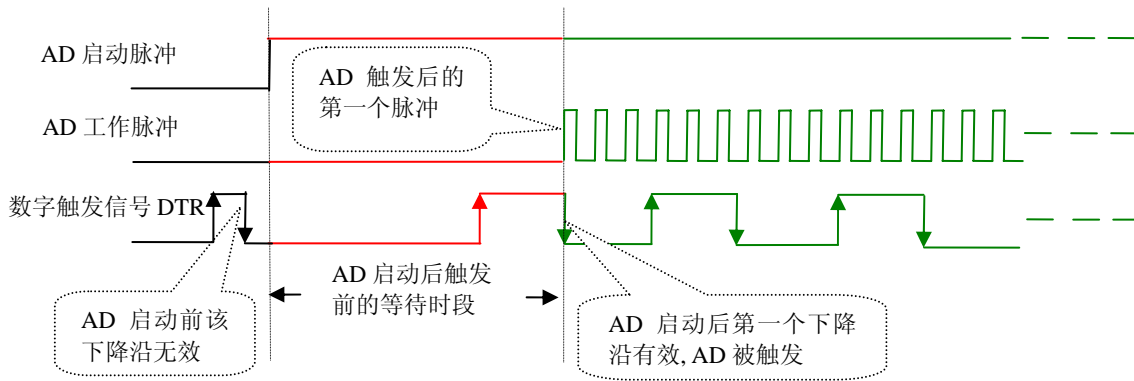 AD 启动脉冲
AD 触发后的
第一个脉冲
AD 工作脉冲
数字触发信号 DTR
AD 启动后触发
前的等待时段
AD 启动前该
下降沿无效
AD 启动后第一个下降
沿有效, AD 被触发